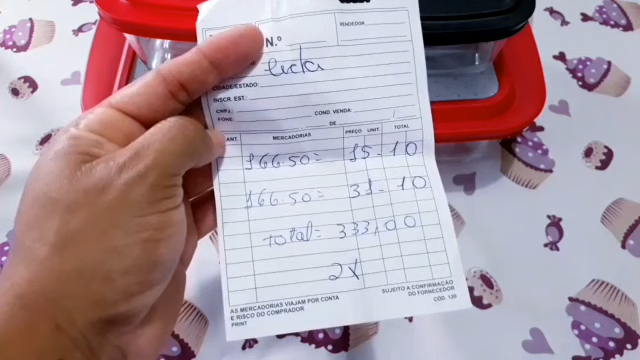 N.º
VENDEDOR
CIDADE/ESTADO:
INSCR. EST.:
CNPJ:
FONE: COND. VENDA:
DE
ANT. MERCADORIAS PREÇO UNIT. TOTAL
166.50= 15-10
166.50= 31-10
total= 333,00
2X
AS MERCADORIAS VIAJAM POR CONTA
E RISCO DO COMPRADOR
PRINT
SUJEITO A CONFIRMAÇÃO
DO FORNECEDOR
CÓD. 120